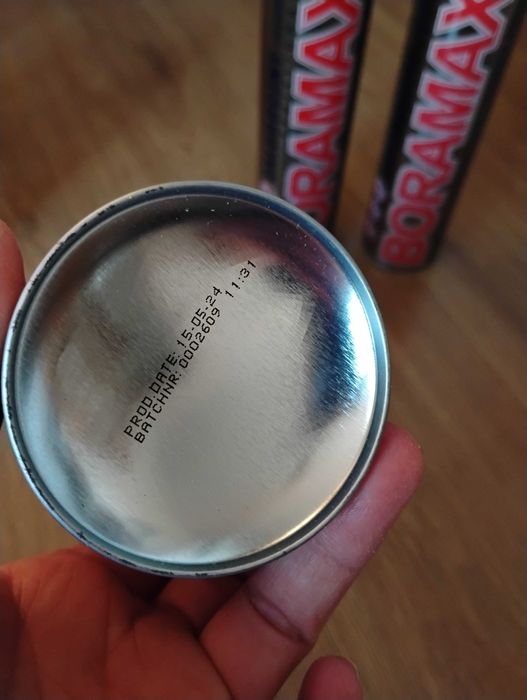 BORAMAX
BORAMAX
PROD.DATE: 15-05-24
BATCHNR: 0002609 11:31